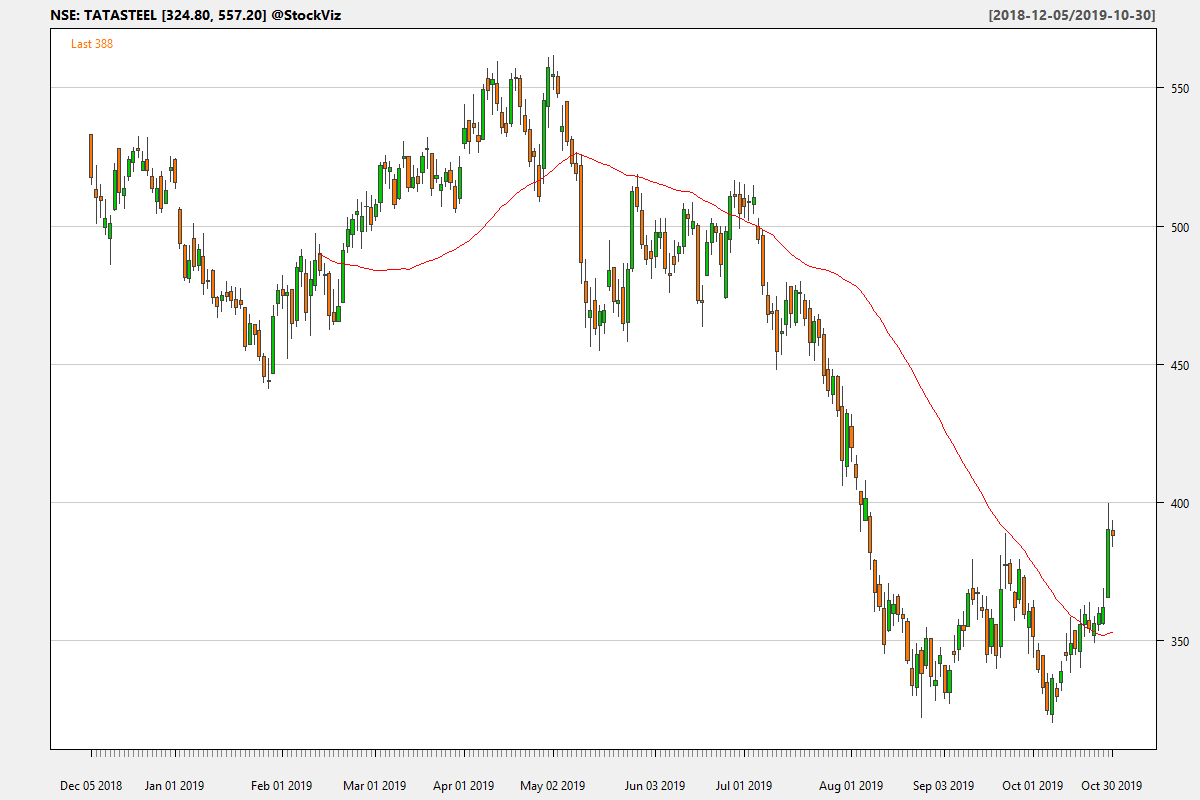 NSE: TATASTEEL [324.80, 557.20] @StockViz
[2018-12-05/2019-10-30]
Last 388
550
500
450
400
350
Dec 05 2018 Jan 01 2019 Feb 01 2019 Mar 01 2019 Apr 01 2019 May 02 2019 Jun 03 2019 Jul 01 2019 Aug 01 2019 Sep 03 2019 Oct 01 2019 Oct 30 2019